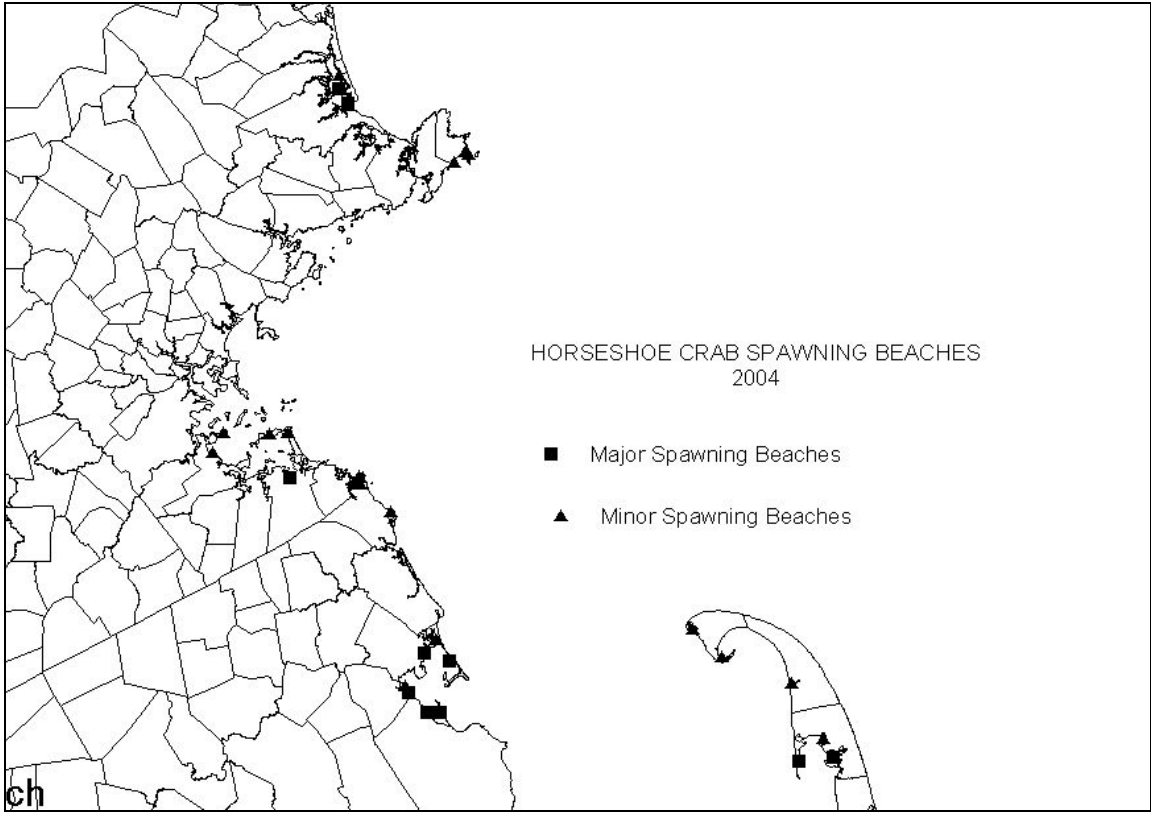 HORSESHOE CRAB SPAWNING BEACHES
2004
Major Spawning Beaches
Minor Spawning Beaches
ch